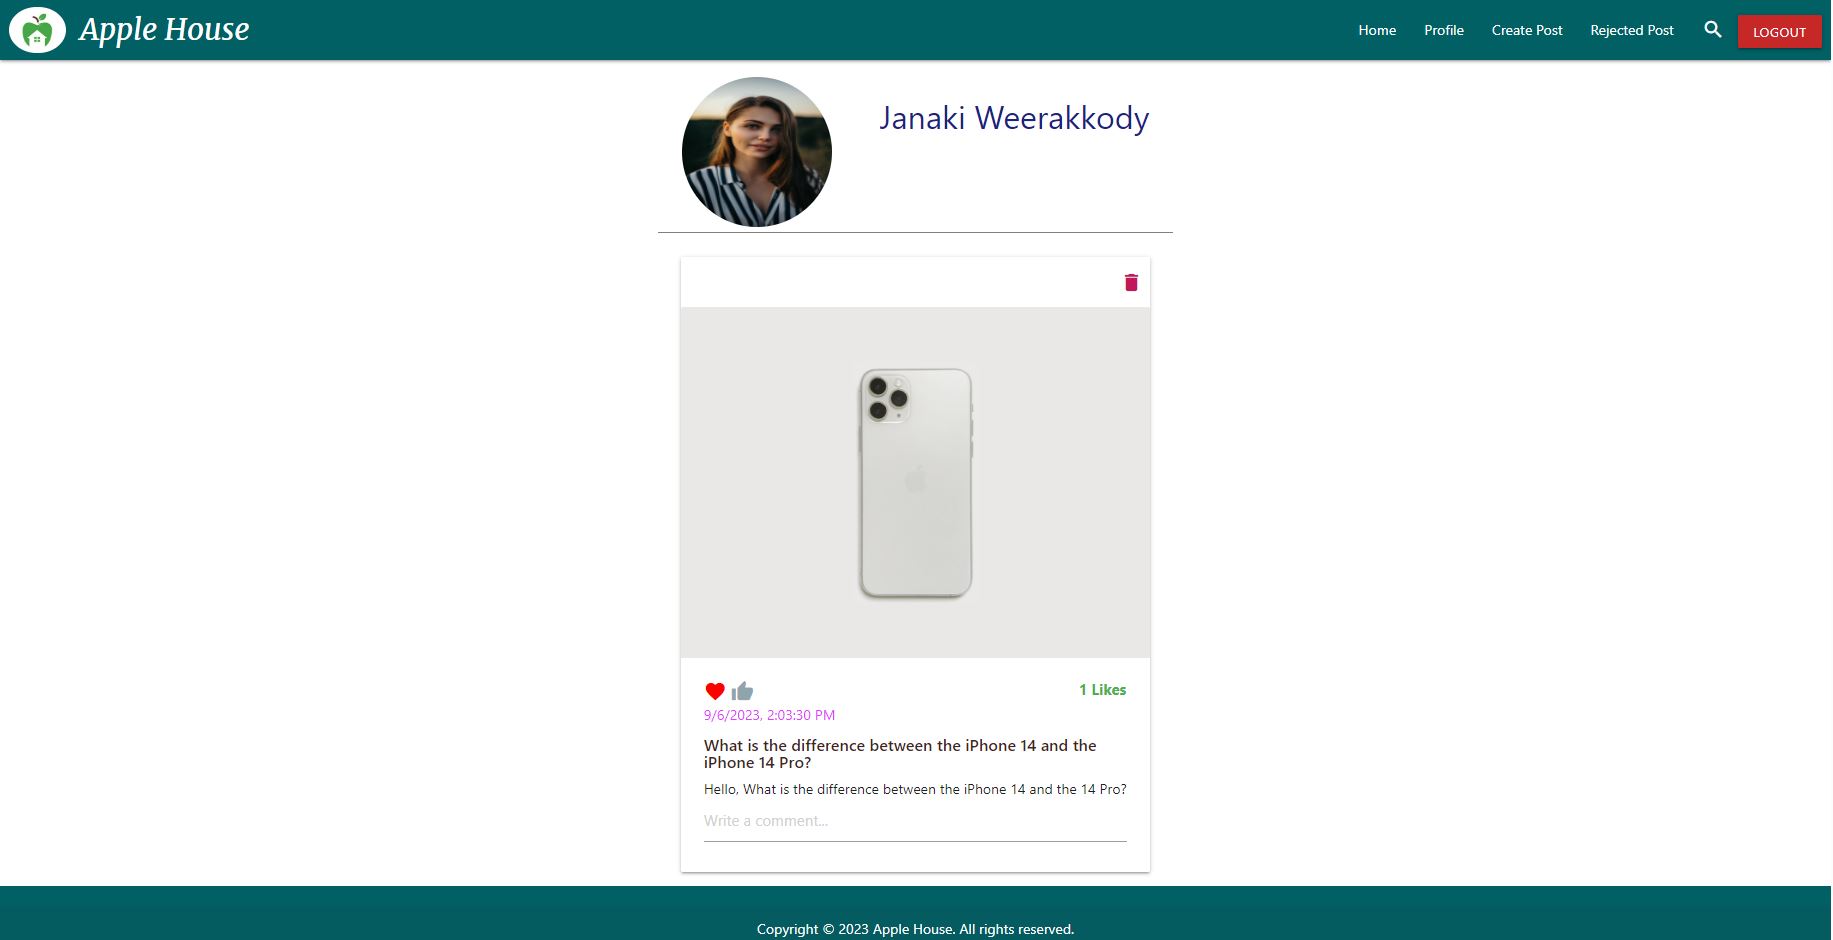 Apple House
Home
Profile
Create Post
Rejected Post
LOGOUT
Janaki Weerakkody
1 Likes
9/6/2023, 2:03:30 PM
What is the difference between the iPhone 14 and the
iPhone 14 Pro?
Hello, What is the difference between the iPhone 14 and the 14 Pro?
Write a comment...
Copyright © 2023 Apple House. All rights reserved.